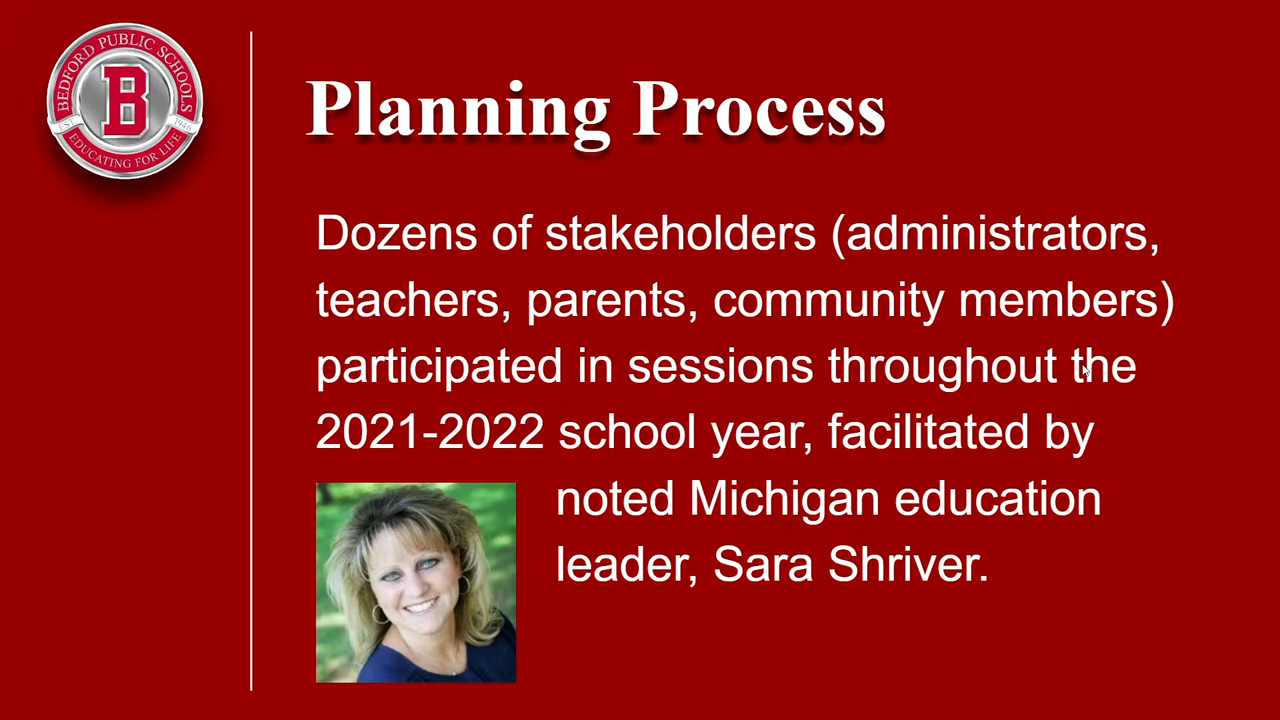 BEDFORD PUBLIC SCHOOLS
B
EST. 1946
EDUCATING FOR LIFE
Planning Process
Dozens of stakeholders (administrators,
teachers, parents, community members)
participated in sessions throughout the
2021-2022 school year, facilitated by
noted Michigan education
leader, Sara Shriver.